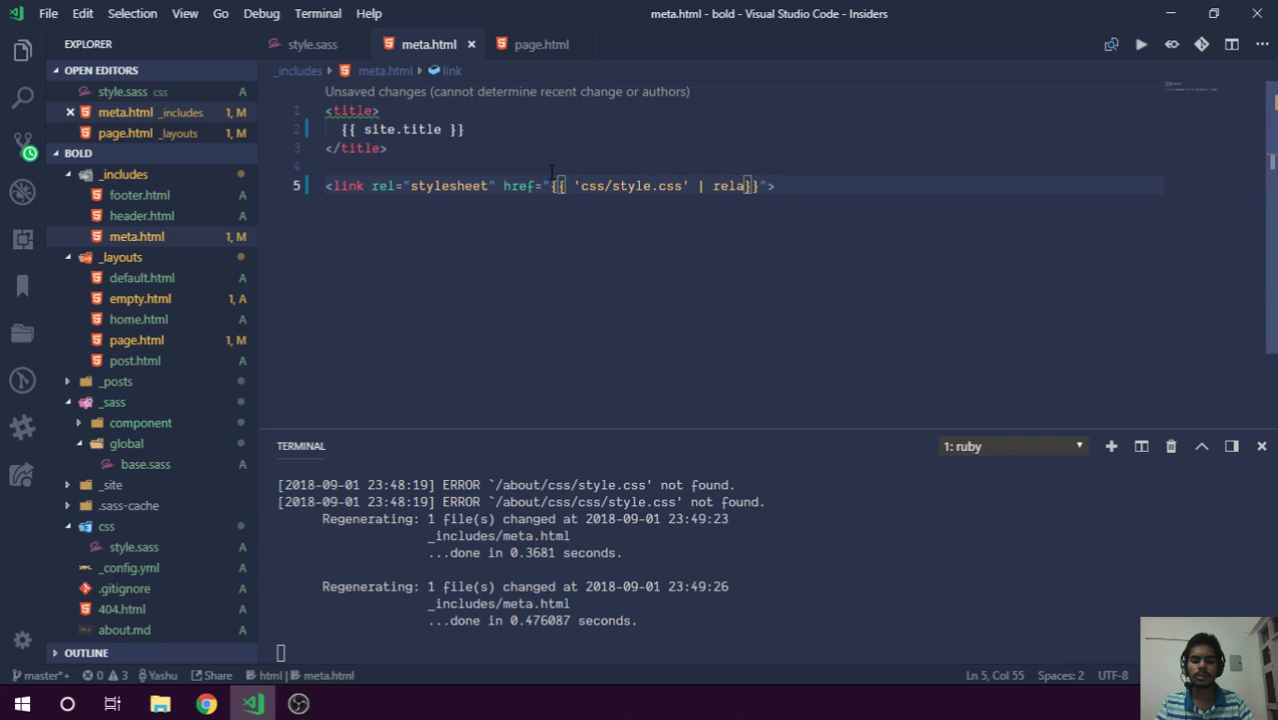 File Edit Selection View Go Debug Terminal Help
meta.html - bold - Visual Studio Code - Insiders
EXPLORER
OPEN EDITORS
style.sass css A
meta.html _includes 1, M
page.html _layouts 1, M
BOLD
_includes
footer.html A
header.html A
meta.html 1, M
_layouts
default.html A
empty.html 1, A
home.html A
page.html 1, M
post.html A
_posts
_sass
component
global
base.sass A
_site
.sass-cache
css
style.sass A
_config.yml A
.gitignore A
404.html A
about.md A
OUTLINE
style.sass
meta.html
page.html
_includes meta.html link
Unsaved changes (cannot determine recent change or authors)
1 <title>
2 {{ site.title }}
3 </title>
4
5 <link rel="stylesheet" href="{{ 'css/style.css' | rela}}">
TERMINAL
1: ruby
[2018-09-01 23:48:19] ERROR `/about/css/style.css' not found.
[2018-09-01 23:48:19] ERROR `/about/css/css/style.css' not found.
Regenerating: 1 file(s) changed at 2018-09-01 23:49:23
_includes/meta.html
...done in 0.3681 seconds.
Regenerating: 1 file(s) changed at 2018-09-01 23:49:26
_includes/meta.html
...done in 0.476087 seconds.
master*+ 0 3 Yashu Share html | meta.html
Ln 5, Col 55 Spaces: 2 UTF-8